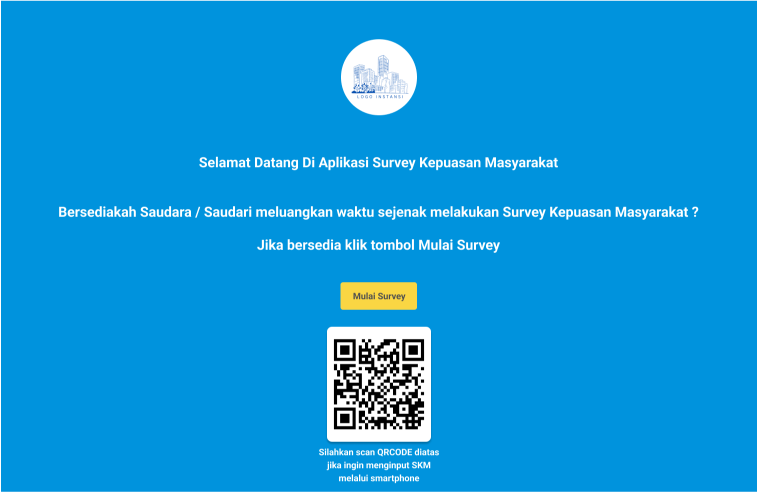 LOGO INSTANSI
Selamat Datang Di Aplikasi Survey Kepuasan Masyarakat
Bersediakah Saudara / Saudari meluangkan waktu sejenak melakukan Survey Kepuasan Masyarakat ?
Jika bersedia klik tombol Mulai Survey
Mulai Survey
Silahkan scan QRCODE diatas
jika ingin menginput SKM
melalui smartphone